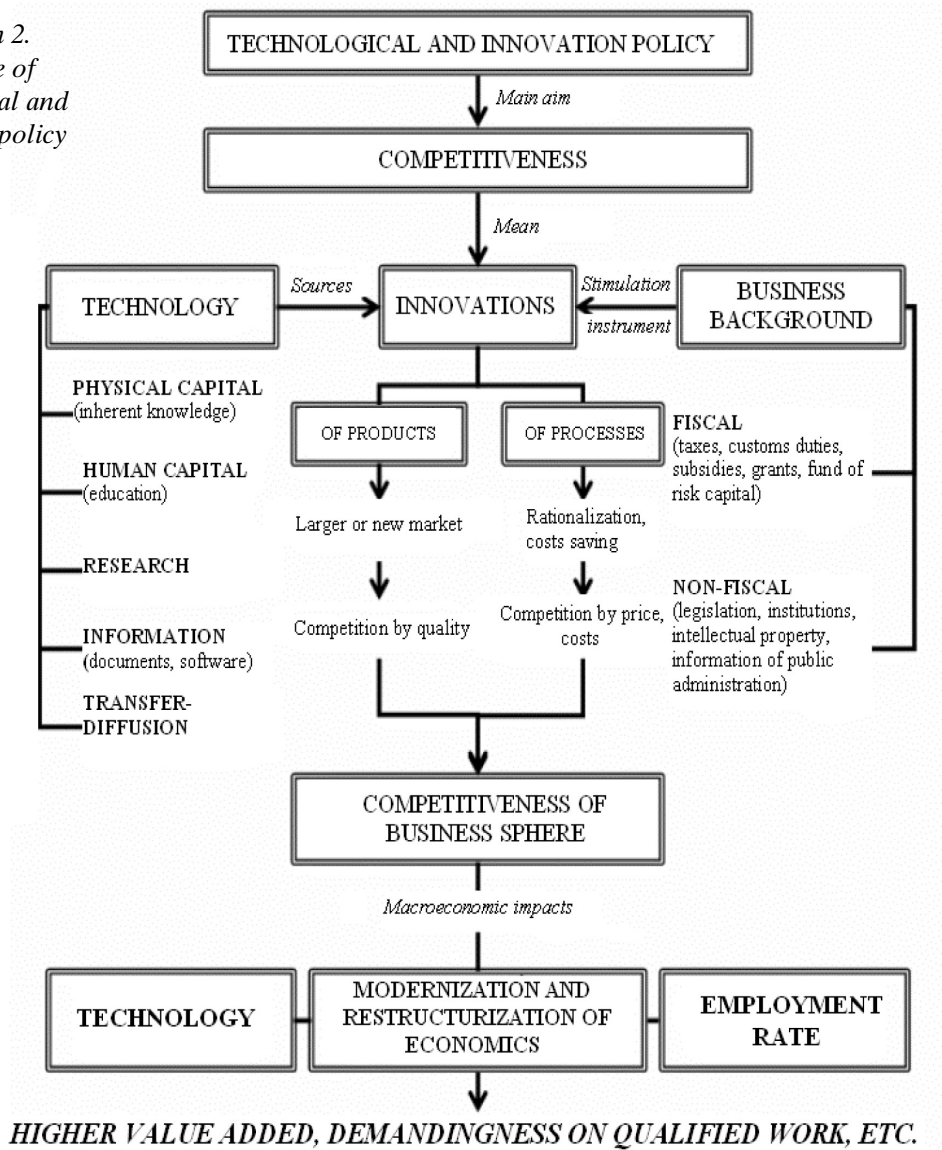 2.
e of
al and
policy
TECHNOLOGICAL AND INNOVATION POLICY
Main aim
COMPETITIVENESS
Mean
TECHNOLOGY
Sources
INNOVATIONS
Stimulation
instrument
BUSINESS
BACKGROUND
PHYSICAL CAPITAL
(inherent knowledge)
HUMAN CAPITAL
(education)
RESEARCH
INFORMATION
(documents, software)
TRANSFER-
DIFFUSION
OF PRODUCTS
Larger or new market
Competition by quality
OF PROCESSES
Rationalization,
costs saving
Competition by price,
costs
FISCAL
(taxes, customs duties,
subsidies, grants, fund of
risk capital)
NON-FISCAL
(legislation, institutions,
intellectual property,
information of public
administration)
COMPETITIVENESS OF
BUSINESS SPHERE
Macroeconomic impacts
TECHNOLOGY
MODERNIZATION AND
RESTRUCTURIZATION OF
ECONOMICS
EMPLOYMENT
RATE
HIGHER VALUE ADDED, DEMANDINGNESS ON QUALIFIED WORK, ETC.